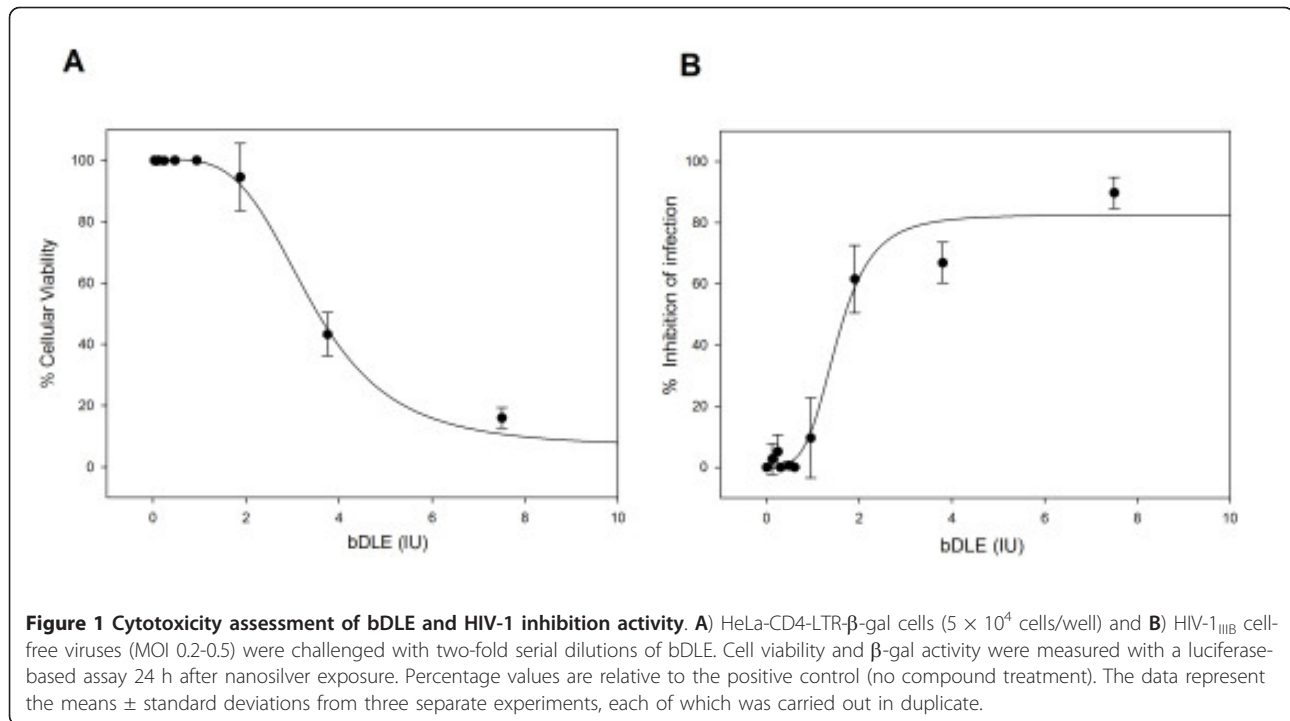 A
B
100
80
60
40
20
0
% Cellular Viability
0 2 4 6 8 10
bDLE (IU)
100
80
60
40
20
0
% Inhibition of infection
0 2 4 6 8 10
bDLE (IU)
Figure 1 Cytotoxicity assessment of bDLE and HIV-1 inhibition activity. A) HeLa-CD4-LTR-β-gal cells (5 × 10⁴ cells/well) and B) HIV-1IIIB cell-
free viruses (MOI 0.2-0.5) were challenged with two-fold serial dilutions of bDLE. Cell viability and β-gal activity were measured with a luciferase-
based assay 24 h after nanosilver exposure. Percentage values are relative to the positive control (no compound treatment). The data represent
the means ± standard deviations from three separate experiments, each of which was carried out in duplicate.